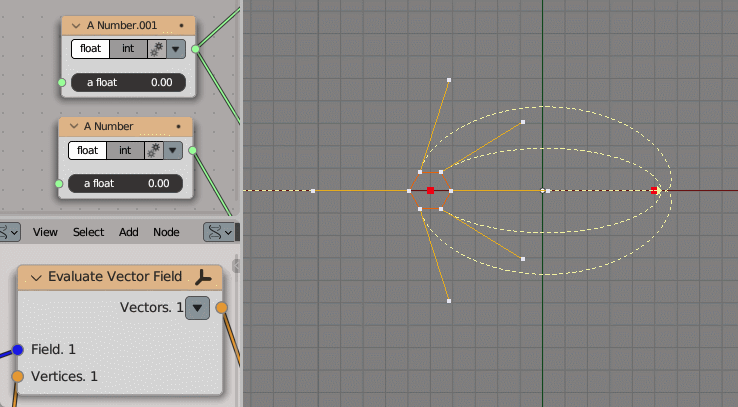 A Number.001
float int
a float 0.00
A Number
float int
a float 0.00
View Select Add Node
Evaluate Vector Field
Vectors. 1
Field. 1
Vertices. 1